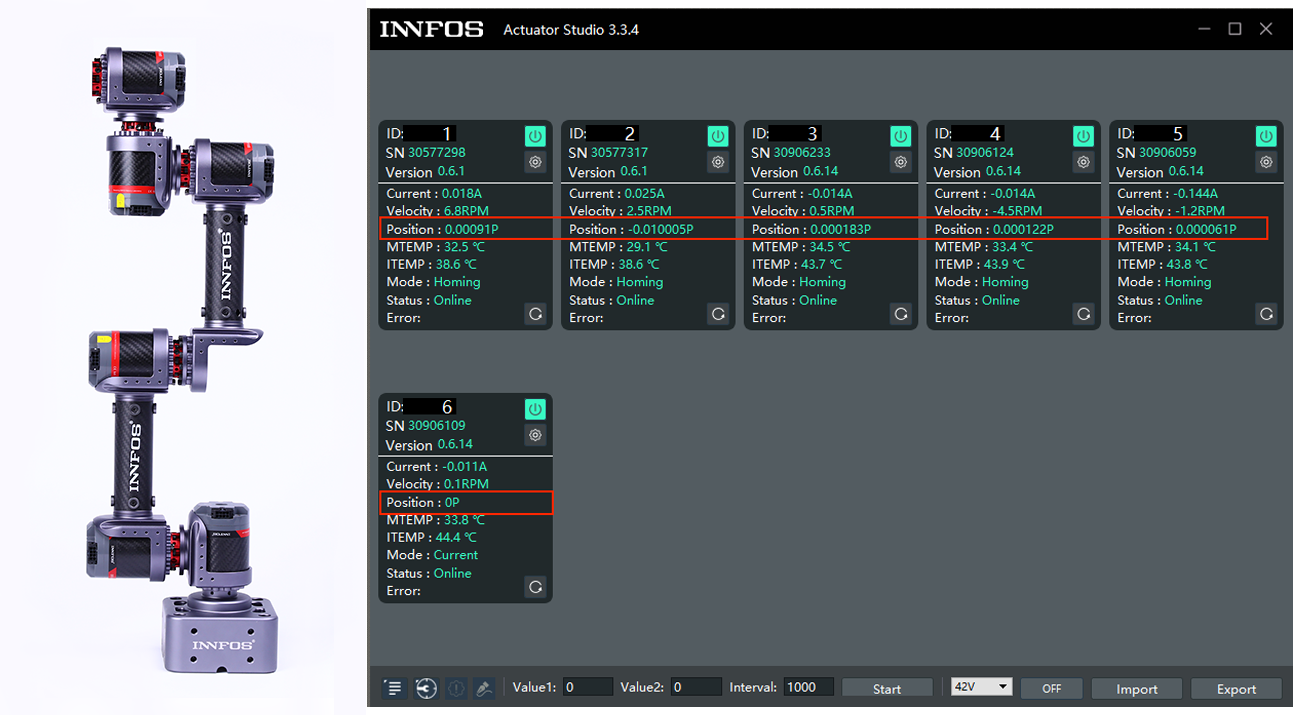 INNFOS Actuator Studio 3.3.4
ID: 1
SN 30577298
Version 0.6.1
Current : 0.018A
Velocity : 6.8RPM
Position : 0.00091P
MTEMP : 32.5 ℃
ITEMP : 38.6 ℃
Mode : Homing
Status : Online
Error:
ID: 2
SN 30577317
Version 0.6.1
Current : 0.025A
Velocity : 2.5RPM
Position : -0.010005P
MTEMP : 29.1 ℃
ITEMP : 38.6 ℃
Mode : Homing
Status : Online
Error:
ID: 3
SN 30906233
Version 0.6.14
Current : -0.014A
Velocity : 0.5RPM
Position : 0.000183P
MTEMP : 34.5 ℃
ITEMP : 43.7 ℃
Mode : Homing
Status : Online
Error:
ID: 4
SN 30906124
Version 0.6.14
Current : -0.014A
Velocity : -4.5RPM
Position : 0.000122P
MTEMP : 33.4 ℃
ITEMP : 43.9 ℃
Mode : Homing
Status : Online
Error:
ID: 5
SN 30906059
Version 0.6.14
Current : -0.144A
Velocity : -1.2RPM
Position : 0.000061P
MTEMP : 34.1 ℃
ITEMP : 43.8 ℃
Mode : Homing
Status : Online
Error:
ID: 6
SN 30906109
Version 0.6.14
Current : -0.011A
Velocity : 0.1RPM
Position : 0P
MTEMP : 33.8 ℃
ITEMP : 44.4 ℃
Mode : Current
Status : Online
Error:
Value1: 0 Value2: 0 Interval: 1000 Start 42V OFF Import Export
INNFOS
INNFOS
INNFOS